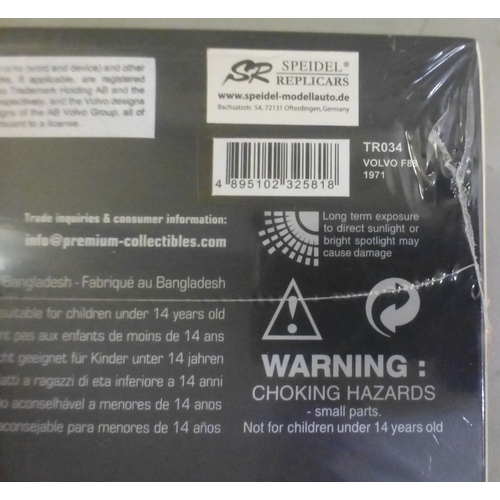 (word and device) and other
if applicable, are registered
Trademark Holding AB and the
and the Volvo designs
of the AB Volvo Group, all of
to a license.
SR SPEIDEL®
REPLICARS
www.speidel-modellauto.de
Bachsatzstr. 54, 72131 Ofterdingen, Germany
4 895102 325818
TR034
VOLVO F88
1971
Trade inquiries & consumer information:
info@premium-collectibles.com
Long term exposure
to direct sunlight or
bright spotlight may
cause damage
Bangladesh - Fabriqué au Bangladesh
suitable for children under 14 years old
pas aux enfants de moins de 14 ans
geeignet für Kinder unter 14 jahren
a ragazzi di eta inferiore a 14 anni
aconselhável a menores de 14 anos
aconsejable para menores de 14 años
WARNING :
CHOKING HAZARDS
- small parts.
Not for children under 14 years old